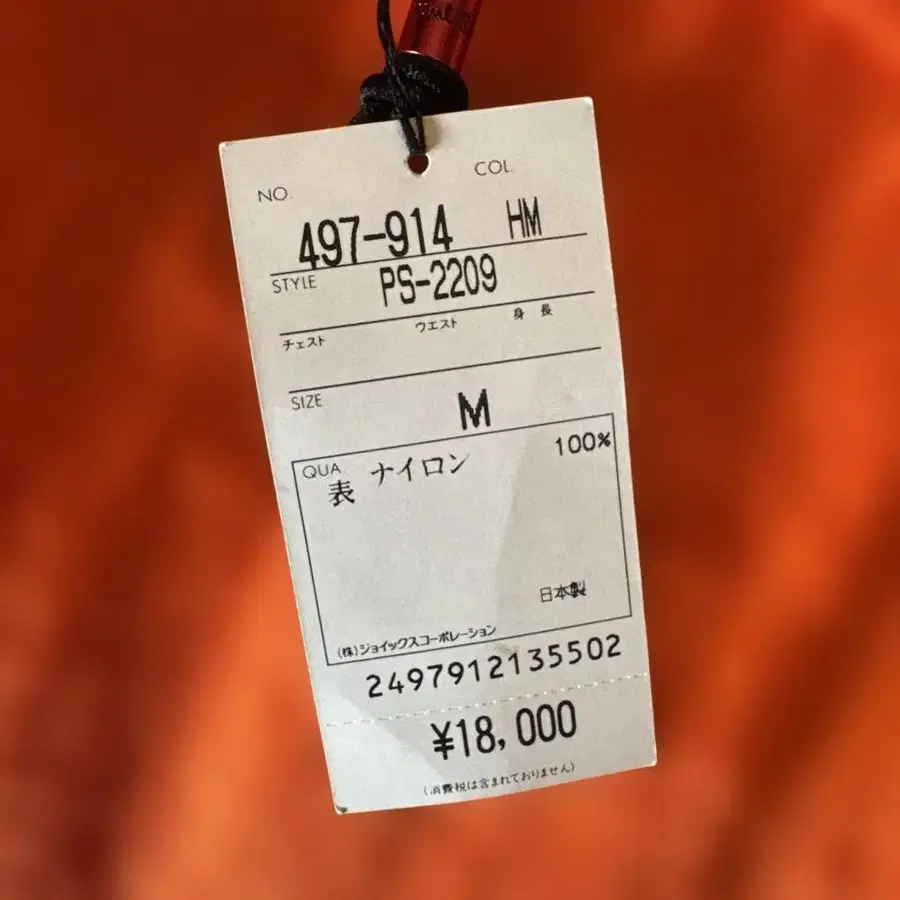 NO. COL.
497-914 HM
STYLE PS-2209
チェスト ウエスト 身長
SIZE
M
QUA. 100%
表 ナイロン
日本製
(株)ジョイックスコーポレーション
2497912135502
¥18,000
(消費税は含まれておりません)